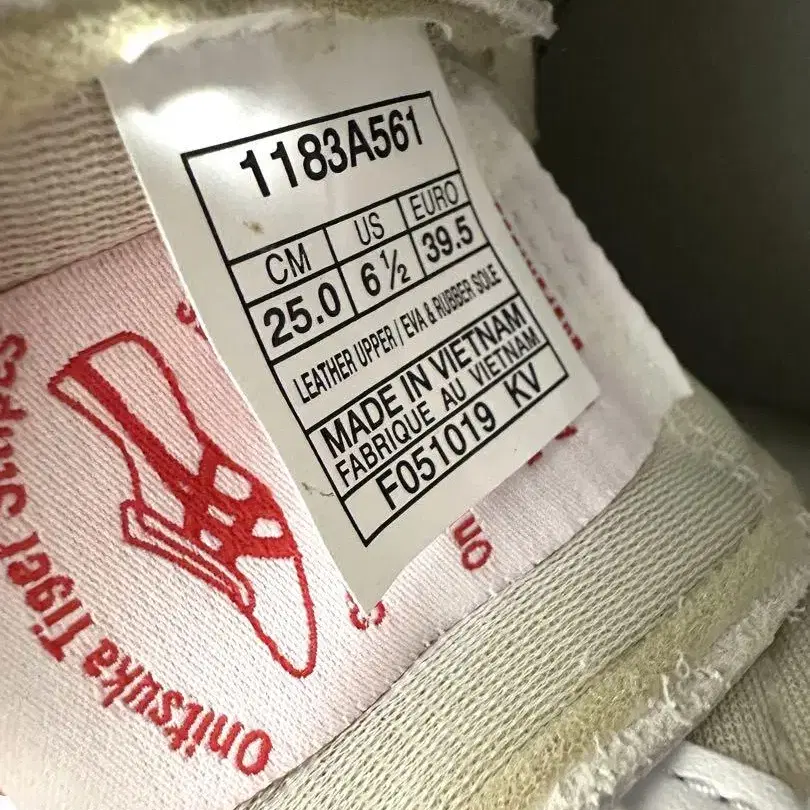 1183A561
CM US EURO
25.0 6½ 39.5
LEATHER UPPER / EVA & RUBBER SOLE
MADE IN VIETNAM
FABRIQUE AU VIETNAM
F051019 KV
Onitsuka Tiger
on